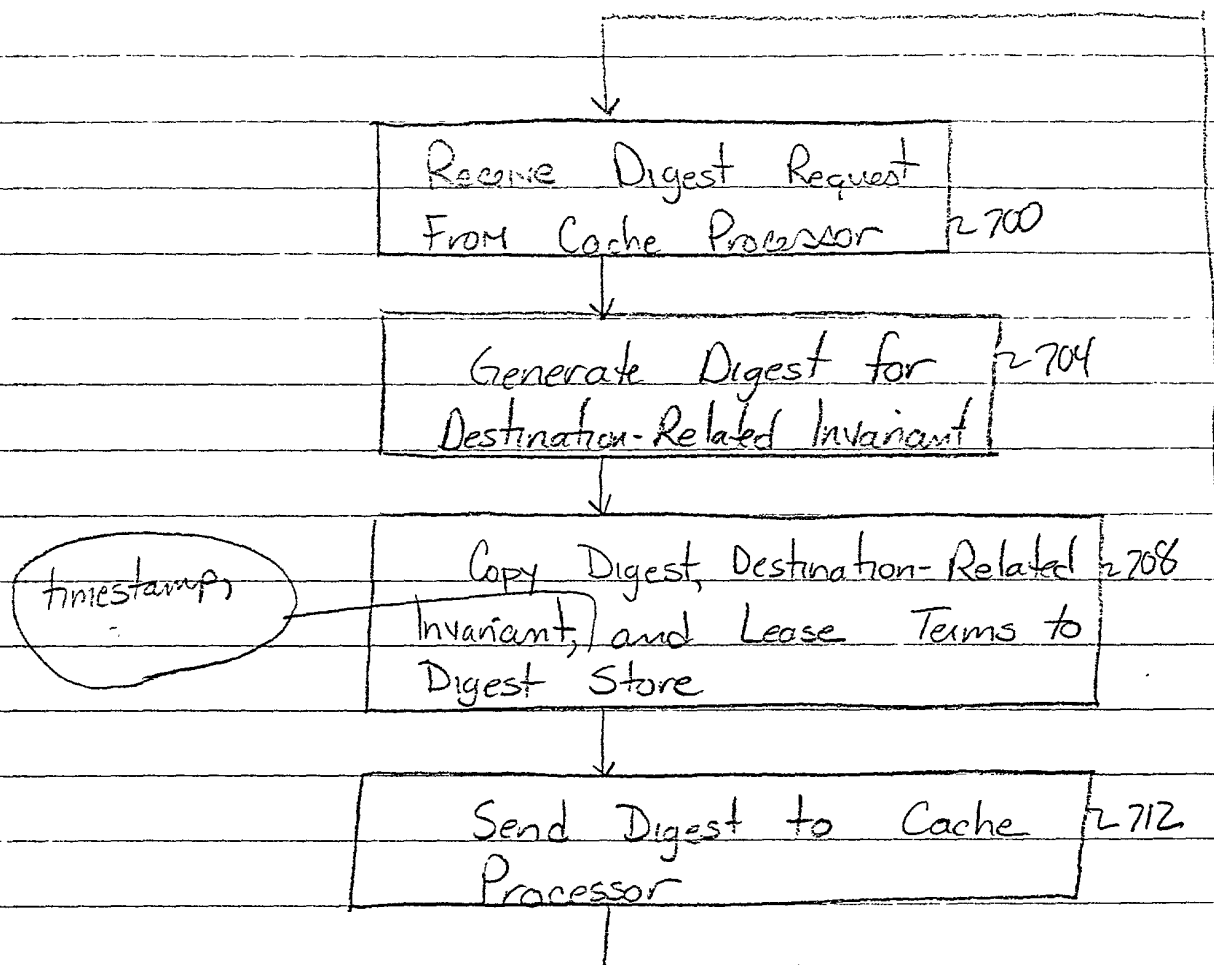 Receive Digest Request
From Cache Processor
~700
Generate Digest for
~704
Destination-Related Invariant
Copy Digest, Destination-Related
~708
timestamp,
Invariant, and Lease Terms to
Digest Store
Send Digest to Cache
~712
Processor